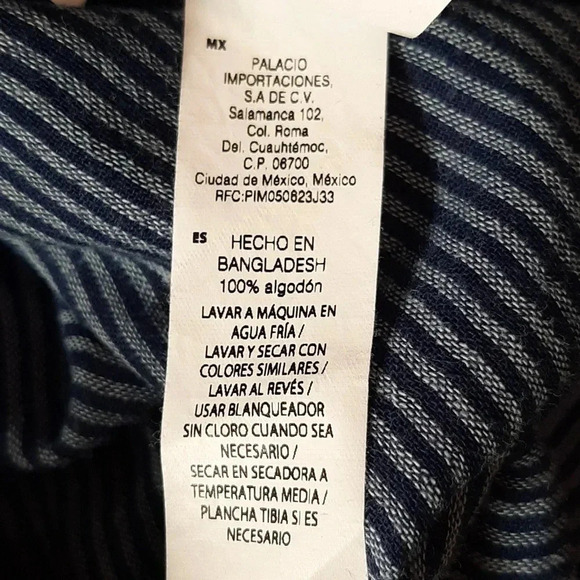 MX
PALACIO
IMPORTACIONES,
S.A DE C.V.
Salamanca 102,
Col. Roma
Del. Cuauhtémoc,
C.P. 06700
Ciudad de México, México
RFC:PIM050823J33
ES
HECHO EN
BANGLADESH
100% algodón
LAVAR A MÁQUINA EN
AGUA FRÍA /
LAVAR Y SECAR CON
COLORES SIMILARES /
LAVAR AL REVÉS /
USAR BLANQUEADOR
SIN CLORO CUANDO SEA
NECESARIO /
SECAR EN SECADORA A
TEMPERATURA MEDIA /
PLANCHA TIBIA SI ES
NECESARIO